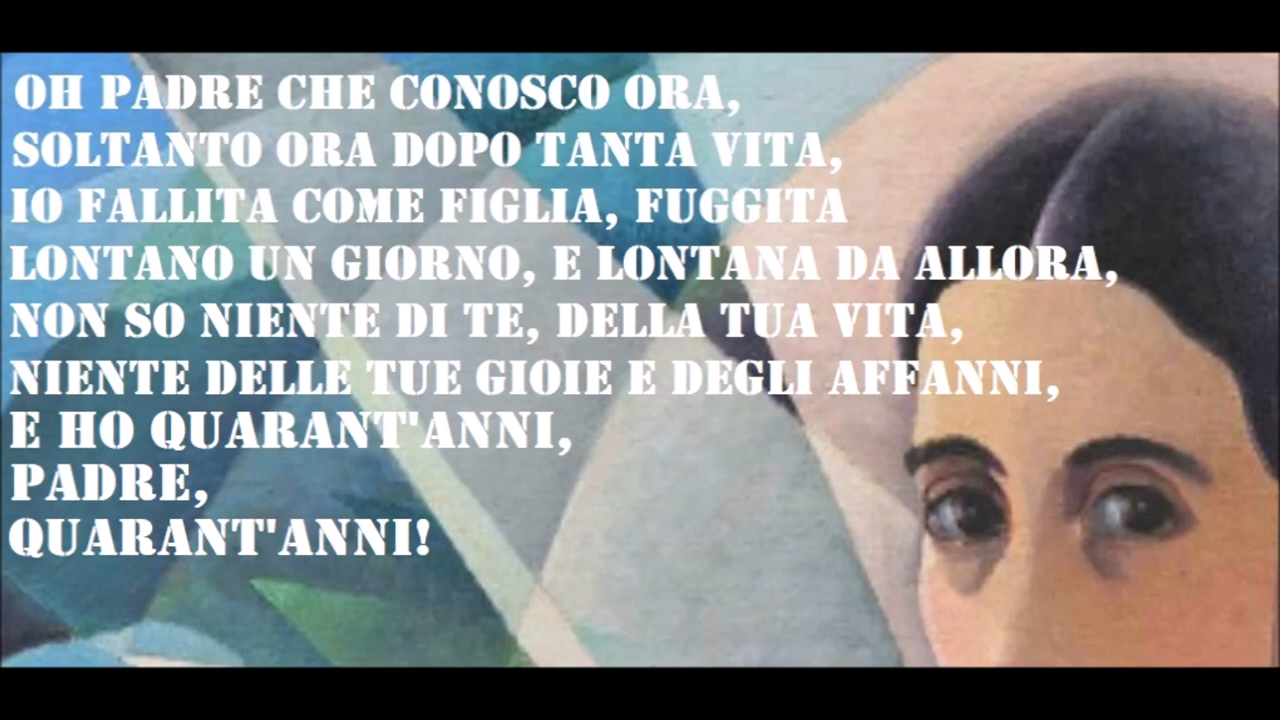 OH PADRE CHE CONOSCO ORA,
SOLTANTO ORA DOPO TANTA VITA,
IO FALLITA COME FIGLIA, FUGGITA
LONTANO UN GIORNO, E LONTANA DA ALLORA,
NON SO NIENTE DI TE, DELLA TUA VITA,
NIENTE DELLE TUE GIOIE E DEGLI AFFANNI,
E HO QUARANT"ANNI,
PADRE,
QUARANT"ANNI!